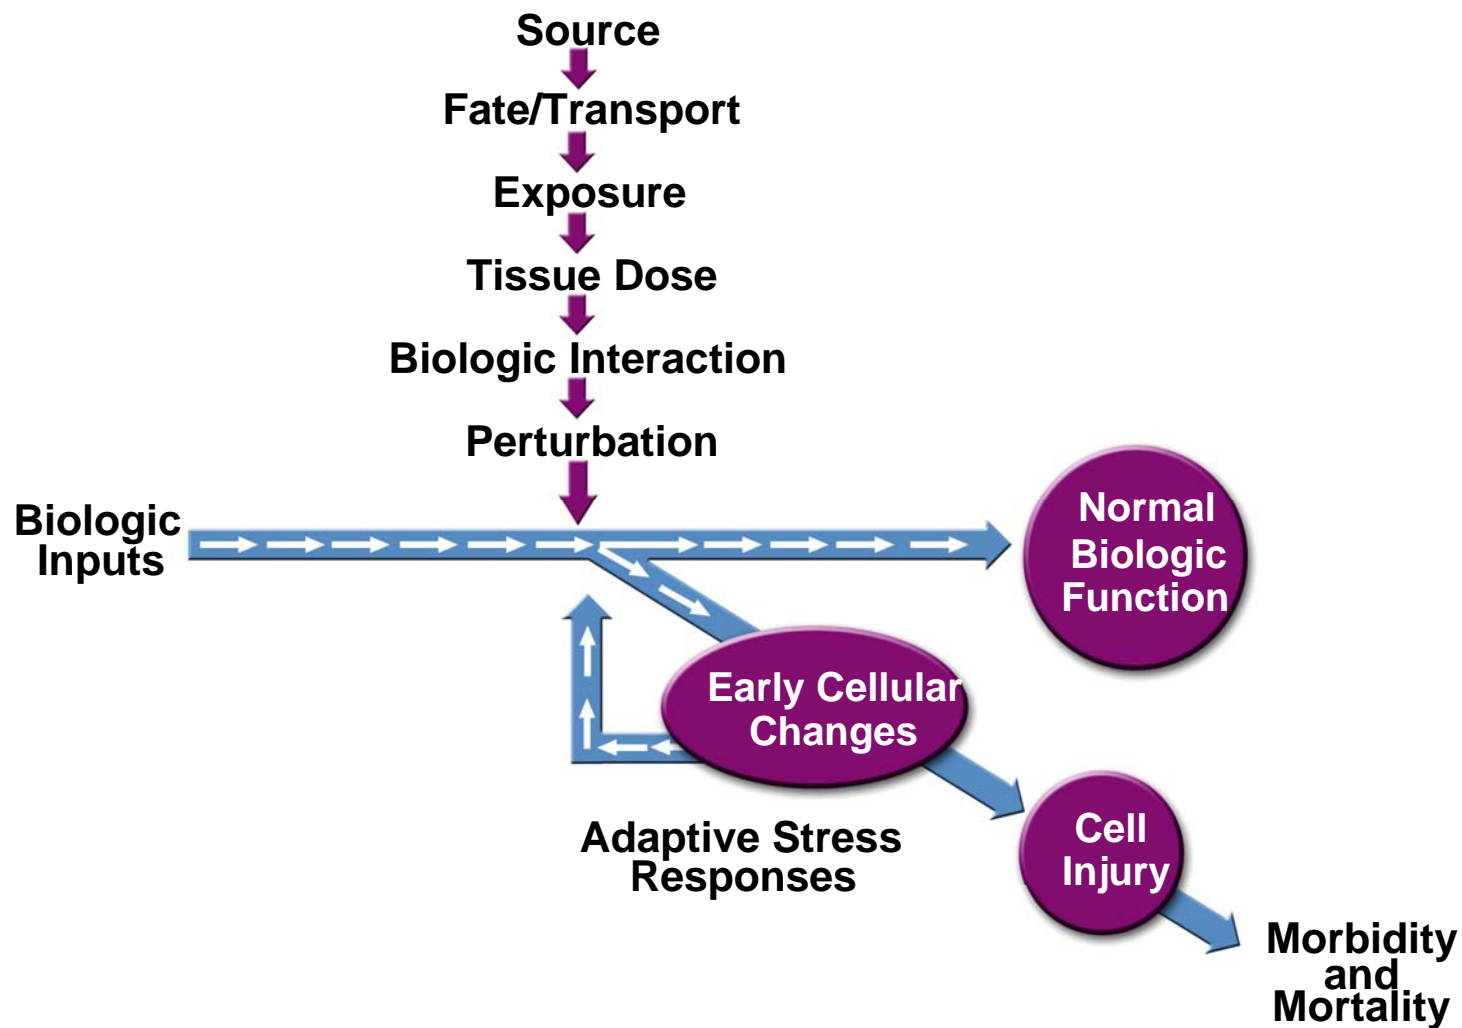 Source
Fate/Transport
Exposure
Tissue Dose
Biologic Interaction
Perturbation
Biologic
Inputs
Normal
Biologic
Function
Early Cellular
Changes
Adaptive Stress
Responses
Cell
Injury
Morbidity
and
Mortality